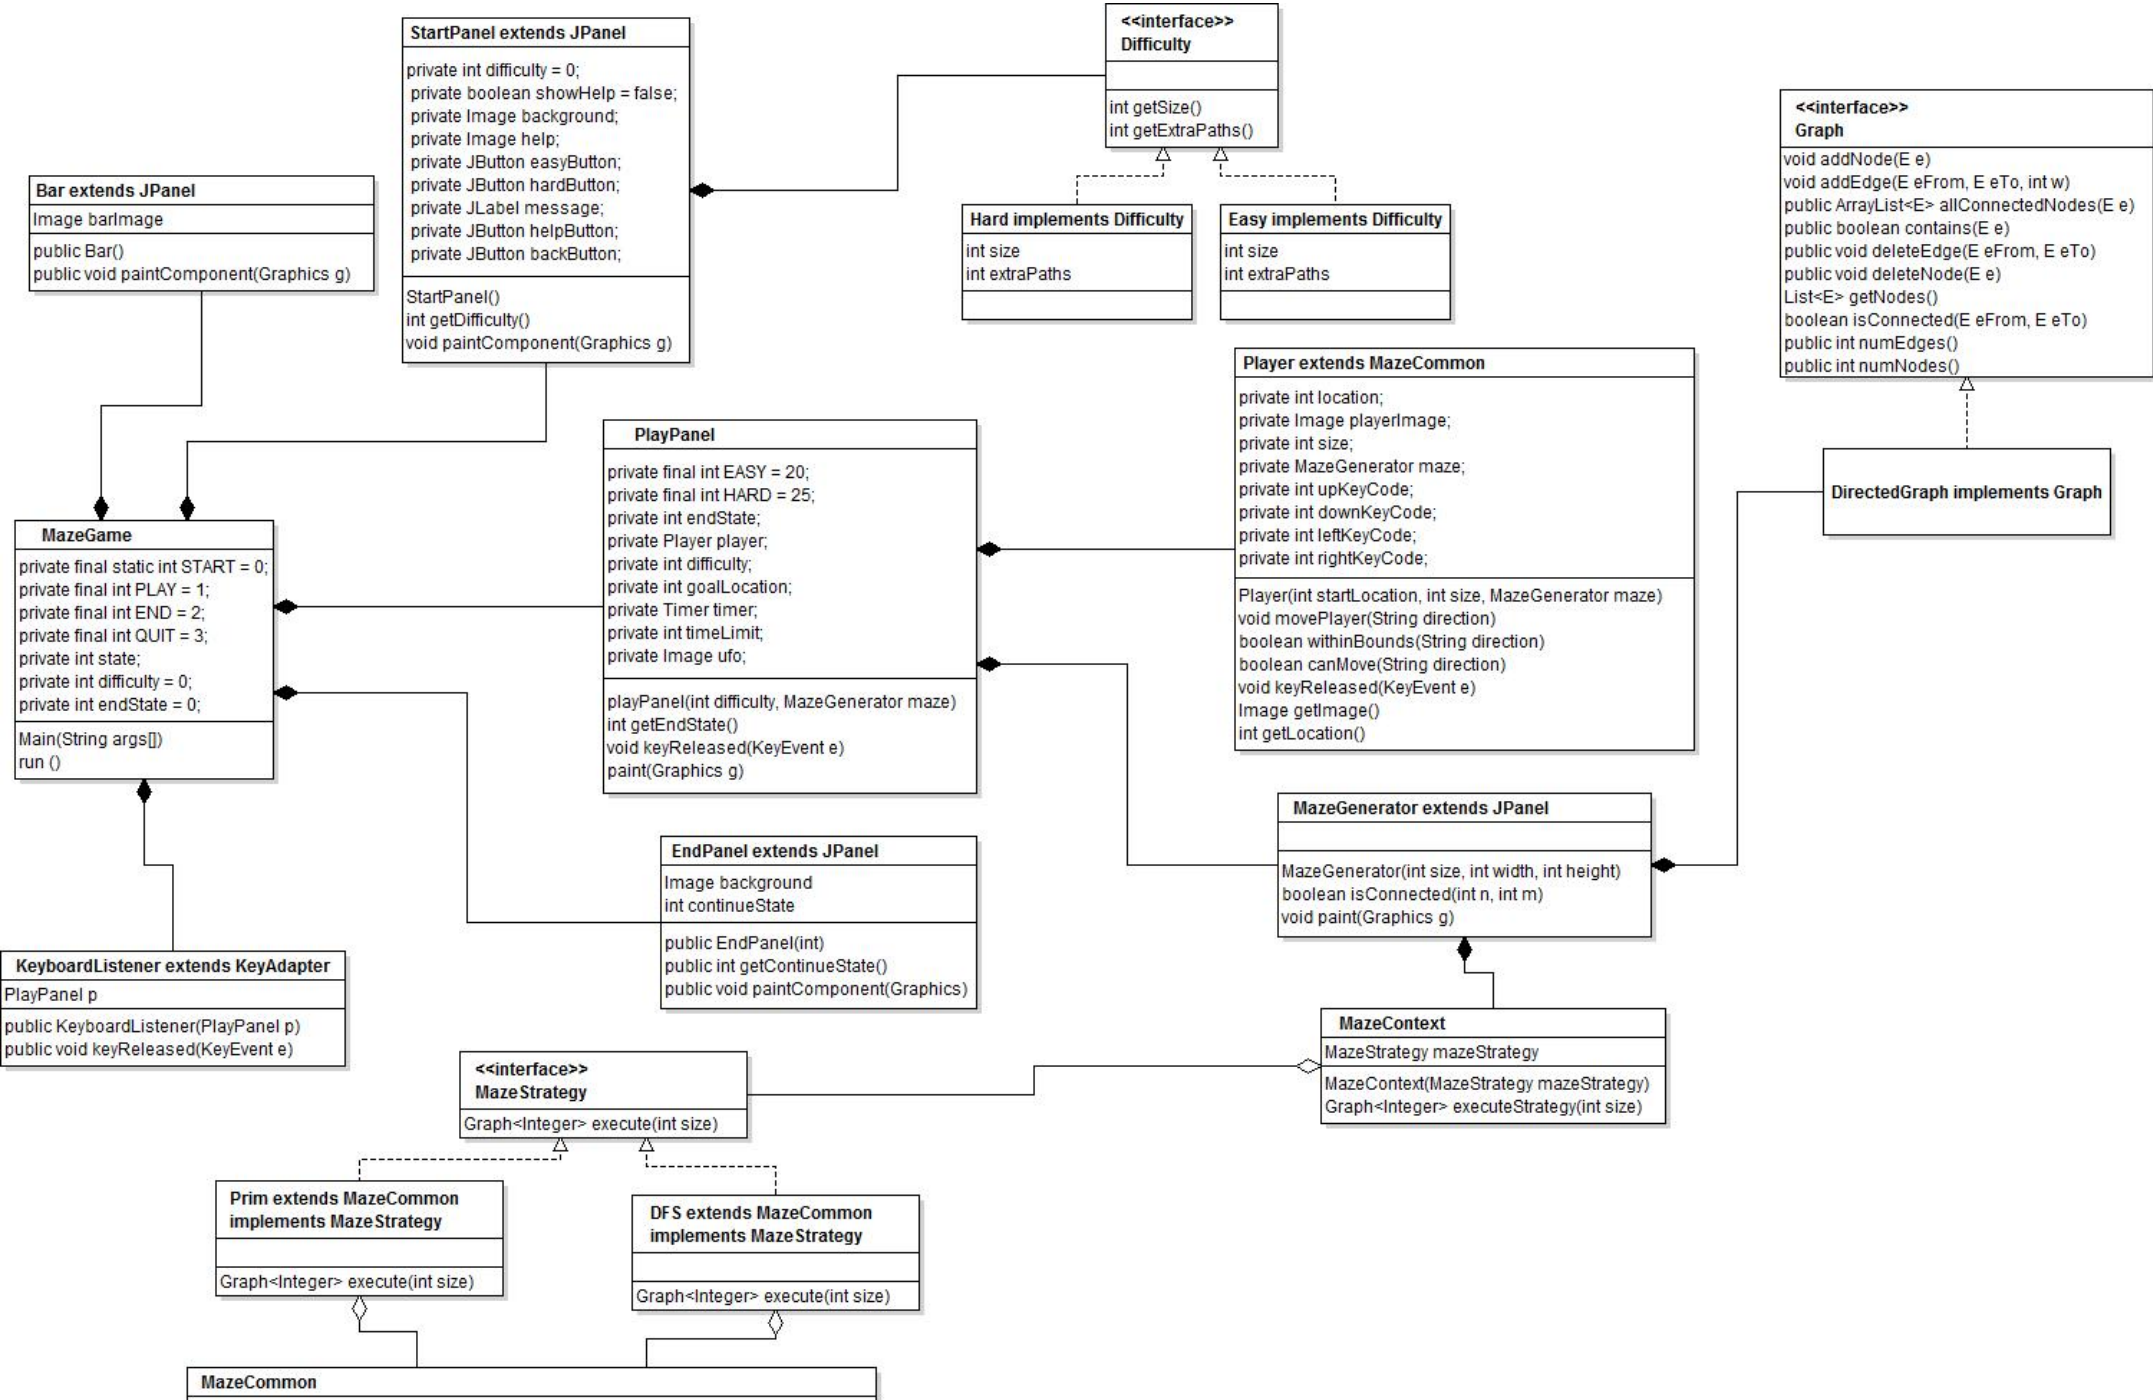 StartPanel extends JPanel
private int difficulty = 0;
private boolean showHelp = false;
private Image background;
private Image help;
private JButton easyButton;
private JButton hardButton;
private JLabel message;
private JButton helpButton;
private JButton backButton;
StartPanel()
int getDifficulty()
void paintComponent(Graphics g)
<<interface>>
Difficulty
int getSize()
int getExtraPaths()
<<interface>>
Graph
void addNode(E e)
void addEdge(E eFrom, E eTo, int w)
public ArrayList<E> allConnectedNodes(E e)
public boolean contains(E e)
public void deleteEdge(E eFrom, E eTo)
public void deleteNode(E e)
List<E> getNodes()
boolean isConnected(E eFrom, E eTo)
public int numEdges()
public int numNodes()
Bar extends JPanel
Image barImage
public Bar()
public void paintComponent(Graphics g)
Hard implements Difficulty
int size
int extraPaths
Easy implements Difficulty
int size
int extraPaths
Player extends MazeCommon
private int location;
private Image playerImage;
private int size;
private MazeGenerator maze;
private int upKeyCode;
private int downKeyCode;
private int leftKeyCode;
private int rightKeyCode;
Player(int startLocation, int size, MazeGenerator maze)
void movePlayer(String direction)
boolean withinBounds(String direction)
boolean canMove(String direction)
void keyReleased(KeyEvent e)
Image getImage()
int getLocation()
DirectedGraph implements Graph
PlayPanel
private final int EASY = 20;
private final int HARD = 25;
private int endState;
private Player player;
private int difficulty;
private int goalLocation;
private Timer timer;
private int timeLimit;
private Image ufo;
playPanel(int difficulty, MazeGenerator maze)
int getEndState()
void keyReleased(KeyEvent e)
paint(Graphics g)
MazeGame
private final static int START = 0;
private final int PLAY = 1;
private final int END = 2;
private final int QUIT = 3;
private int state;
private int difficulty = 0;
private int endState = 0;
Main(String args[])
run ()
MazeGenerator extends JPanel
MazeGenerator(int size, int width, int height)
boolean isConnected(int n, int m)
void paint(Graphics g)
EndPanel extends JPanel
Image background
int continueState
public EndPanel(int)
public int getContinueState()
public void paintComponent(Graphics)
KeyboardListener extends KeyAdapter
PlayPanel p
public KeyboardListener(PlayPanel p)
public void keyReleased(KeyEvent e)
MazeContext
MazeStrategy mazeStrategy
MazeContext(MazeStrategy mazeStrategy)
Graph<Integer> executeStrategy(int size)
<<interface>>
MazeStrategy
Graph<Integer> execute(int size)
Prim extends MazeCommon
implements MazeStrategy
Graph<Integer> execute(int size)
DFS extends MazeCommon
implements MazeStrategy
Graph<Integer> execute(int size)
MazeCommon